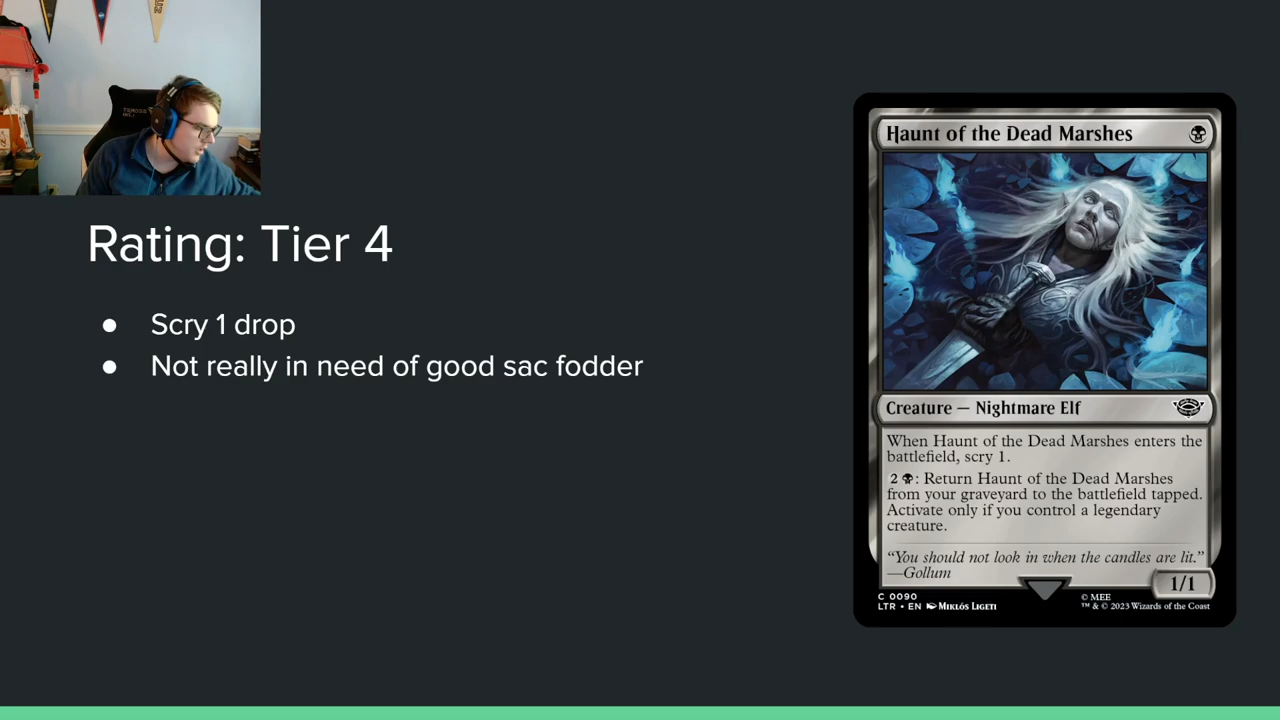 Rating: Tier 4
● Scry 1 drop
● Not really in need of good sac fodder
Haunt of the Dead Marshes
Creature — Nightmare Elf
When Haunt of the Dead Marshes enters the
battlefield, scry 1.
2 : Return Haunt of the Dead Marshes
from your graveyard to the battlefield tapped.
Activate only if you control a legendary
creature.
“You should not look in when the candles are lit.”
—Gollum
1/1
C 0090
LTR • EN Miklós Ligeti
© MEE
™ & © 2023 Wizards of the Coast